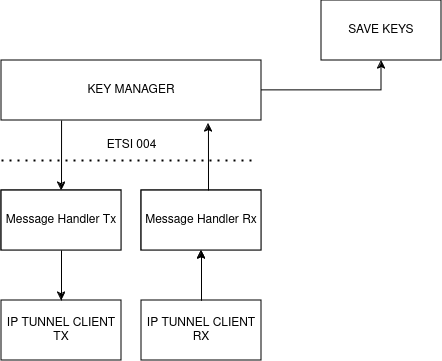 SAVE KEYS
KEY MANAGER
ETSI 004
Message Handler Tx
Message Handler Rx
IP TUNNEL CLIENT
TX
IP TUNNEL CLIENT
RX